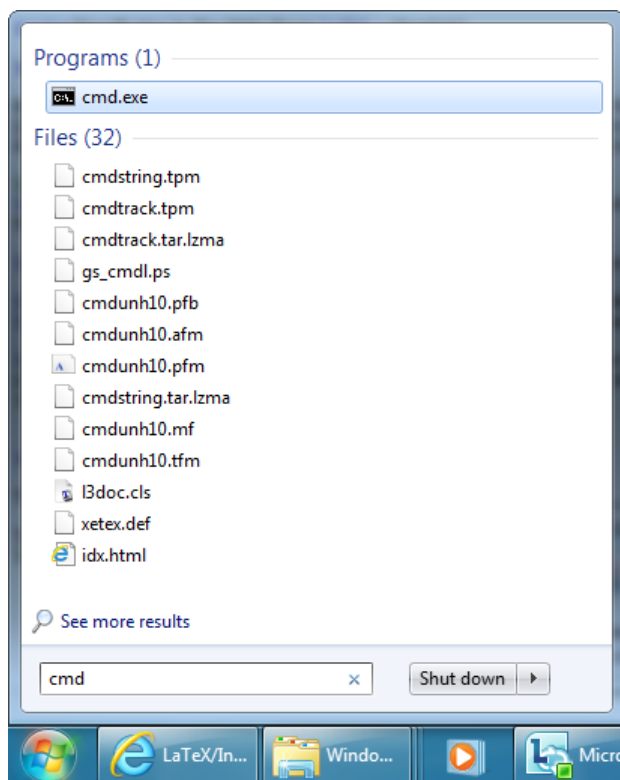 Programs (1)
C:\.
cmd.exe
Files (32)
cmdstring.tpm
cmdtrack.tpm
cmdtrack.tar.lzma
gs_cmdl.ps
cmdunh10.pfb
cmdunh10.afm
cmdunh10.pfm
cmdstring.tar.lzma
cmdunh10.mf
cmdunh10.tfm
l3doc.cls
xetex.def
idx.html
See more results
cmd
Shut down
LaTeX/In...
Windo...
Micro